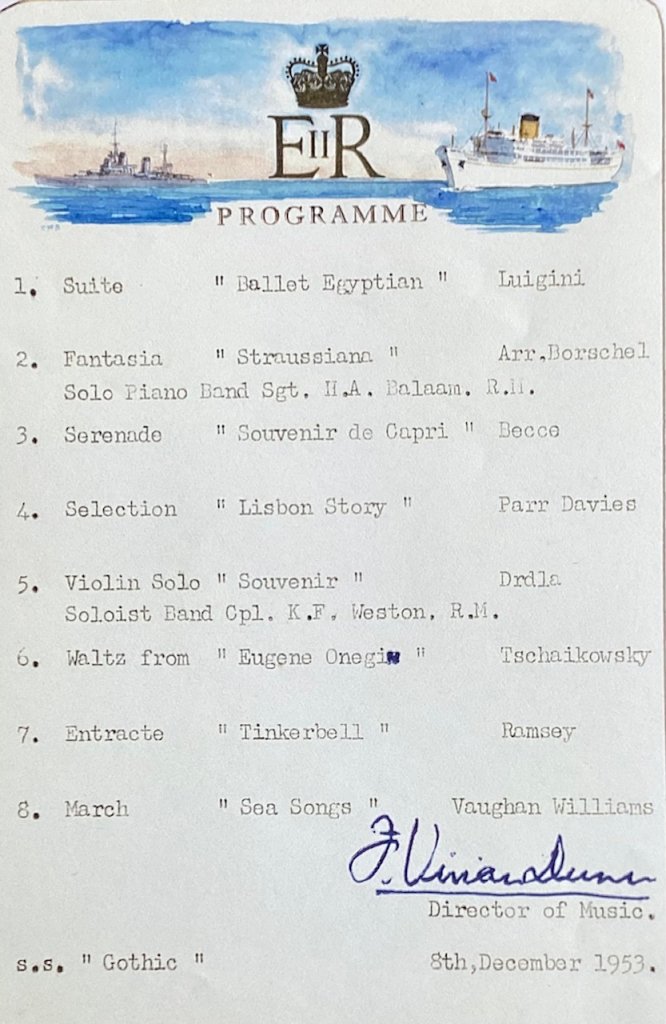 EIIR
PROGRAMME
1. Suite " Ballet Egyptian " Luigini
2. Fantasia " Straussiana " Arr.Borschel
Solo Piano Band Sgt. H.A. Balaam. R.M.
3. Serenade " Souvenir de Capri " Becce
4. Selection " Lisbon Story " Parr Davies
5. Violin Solo " Souvenir " Drdla
Soloist Band Cpl. K.F. Weston, R.M.
6. Waltz from " Eugene Onegin " Tschaikowsky
7. Entracte " Tinkerbell " Ramsey
8. March " Sea Songs " Vaughan Williams
F. Vivian Dunn
Director of Music.
s.s. " Gothic " 8th,December 1953.